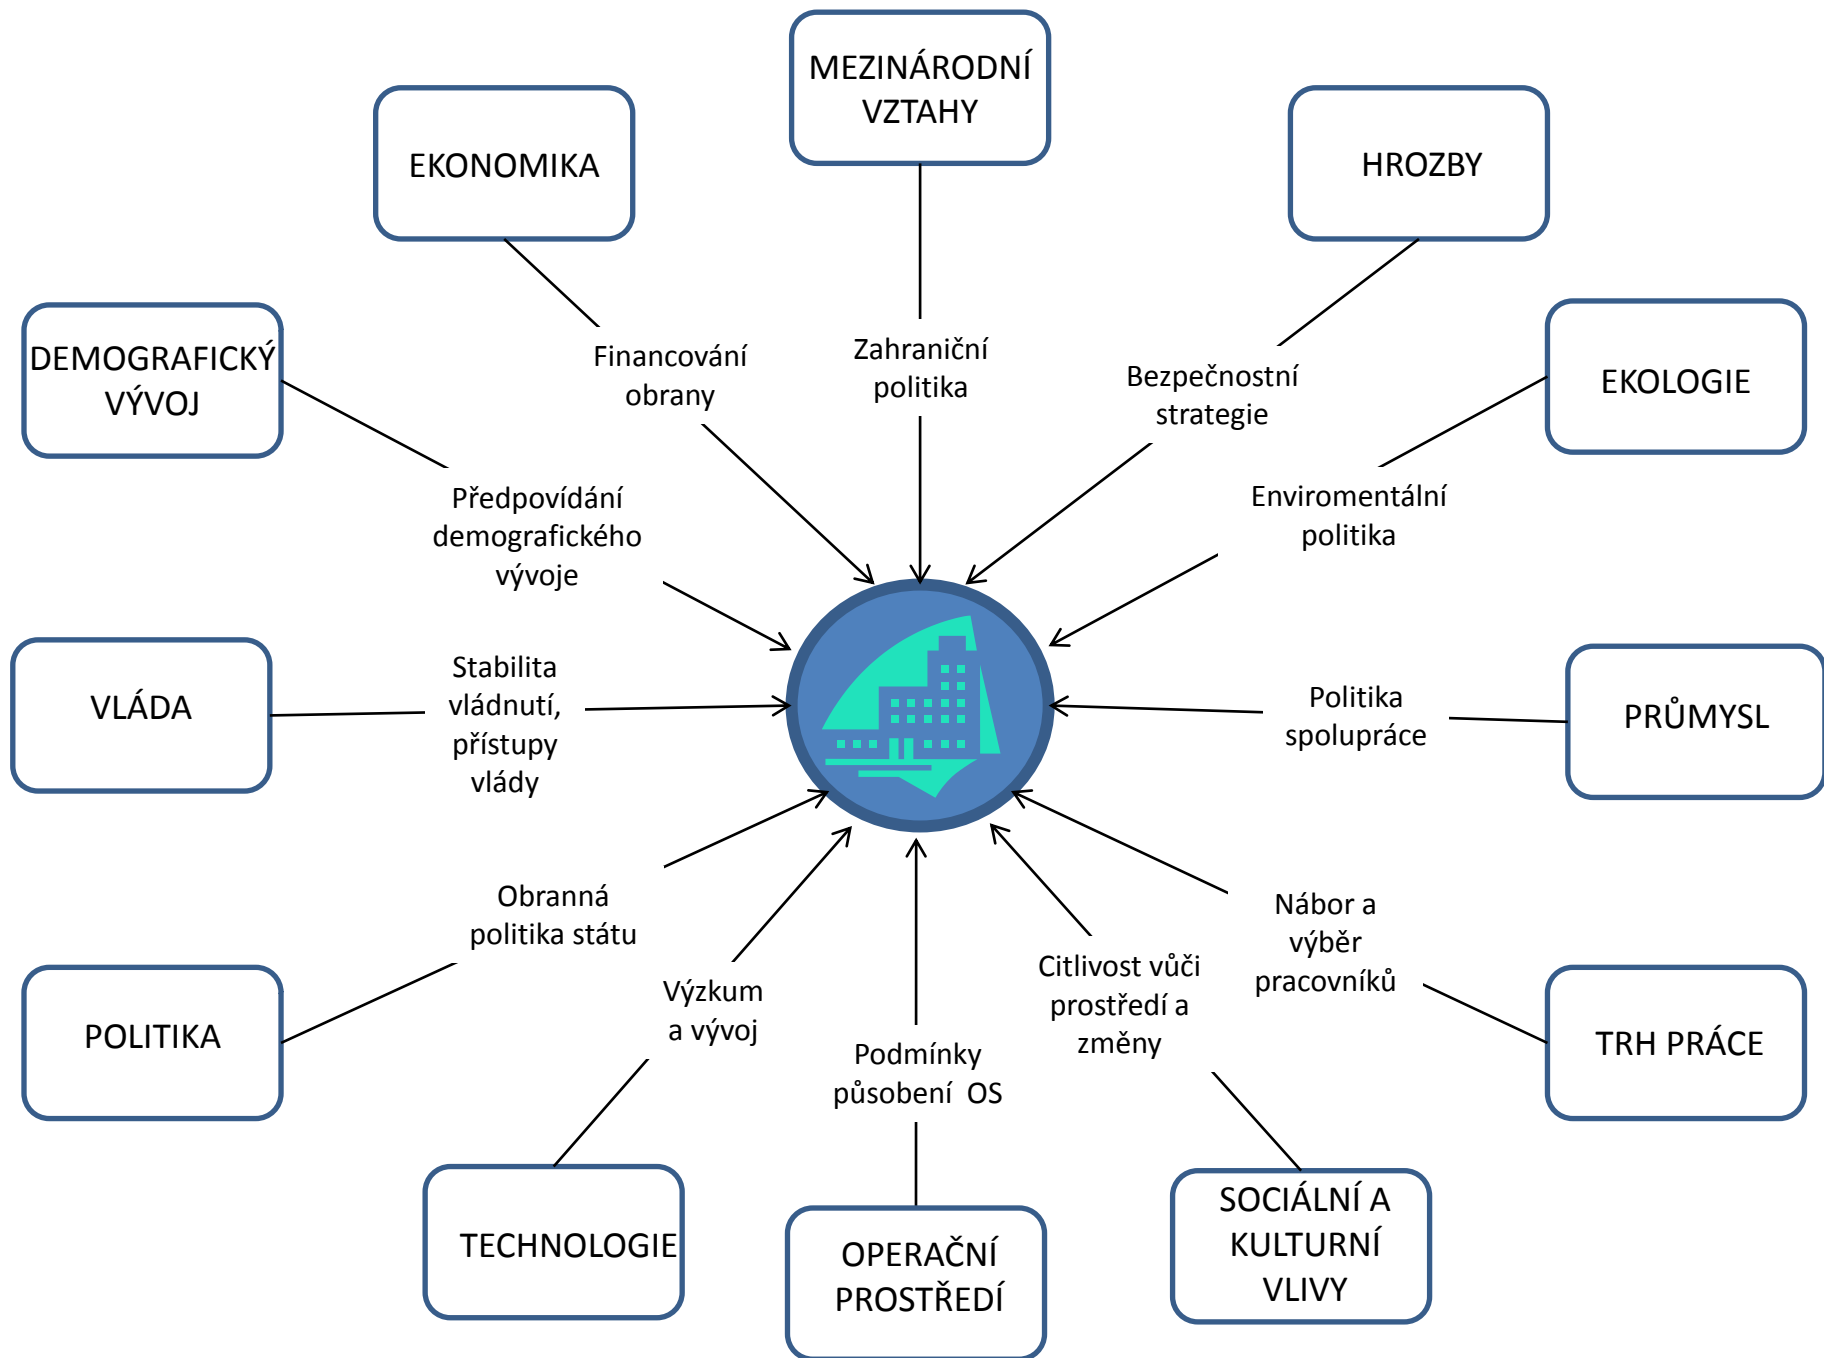 MEZINÁRODNÍ
VZTAHY
EKONOMIKA
HROZBY
DEMOGRAFICKÝ
VÝVOJ
Financování
obrany
Zahraniční
politika
Bezpečnostní
strategie
EKOLOGIE
Předpovídání
demografického
vývoje
Enviromentální
politika
VLÁDA
Stabilita
vládnutí,
přístupy
vlády
Politika
spolupráce
PRŮMYSL
Obranná
politika státu
Nábor a
výběr
pracovníků
POLITIKA
Výzkum
a vývoj
Citlivost vůči
prostředí a
změny
TRH PRÁCE
Podmínky
působení  OS
TECHNOLOGIE
OPERAČNÍ
PROSTŘEDÍ
SOCIÁLNÍ A
KULTURNÍ
VLIVY